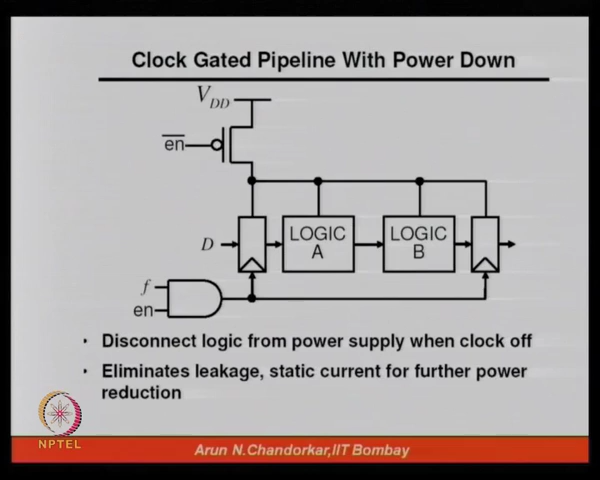 Clock Gated Pipeline With Power Down
V_DD
en
D
LOGIC A
LOGIC B
f
en
· Disconnect logic from power supply when clock off
· Eliminates leakage, static current for further power
reduction
NPTEL
Arun N.Chandorkar,IIT Bombay